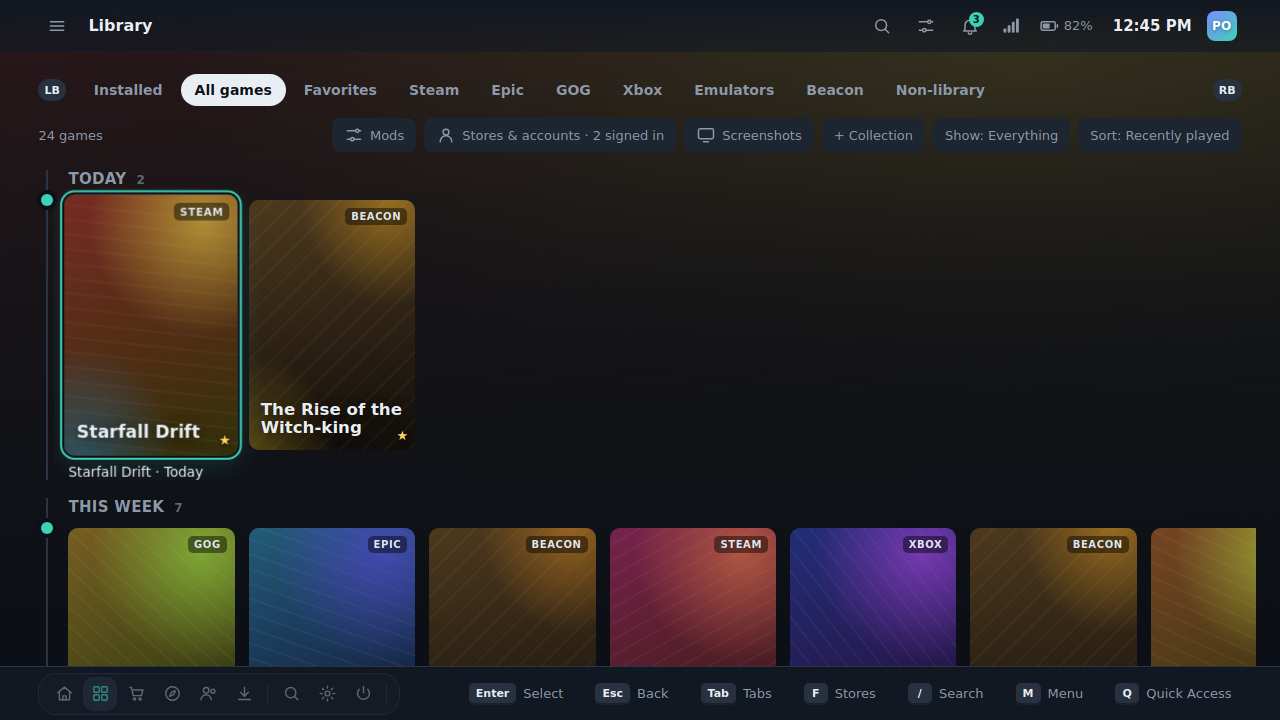 Library
3
82%
12:45 PM
PO
LB
Installed
All games
Favorites
Steam
Epic
GOG
Xbox
Emulators
Beacon
Non-library
RB
24 games
Mods
Stores & accounts · 2 signed in
Screenshots
+ Collection
Show: Everything
Sort: Recently played
TODAY 2
STEAM
Starfall Drift
BEACON
The Rise of the
Witch-king
Starfall Drift · Today
THIS WEEK 7
GOG
EPIC
BEACON
STEAM
XBOX
BEACON
Enter Select
Esc Back
Tab Tabs
F Stores
/ Search
M Menu
Q Quick Access